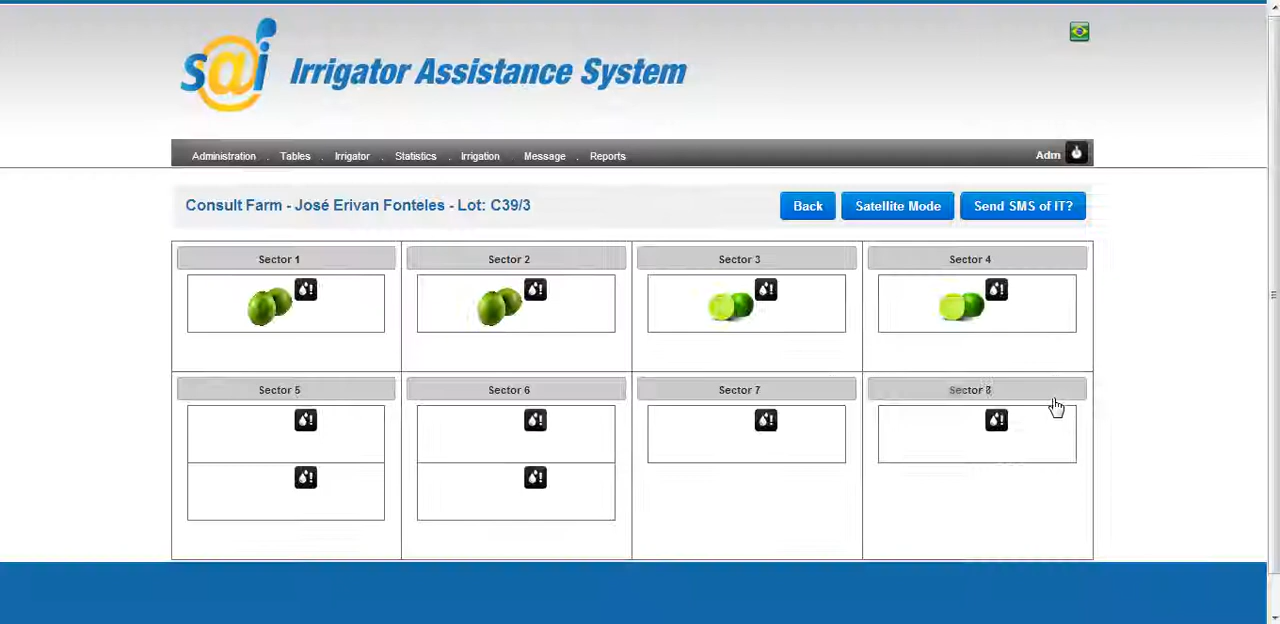 s@i Irrigator Assistance System
Administration . Tables . Irrigator . Statistics . Irrigation . Message . Reports Adm
Consult Farm - José Erivan Fonteles - Lot: C39/3 Back Satellite Mode Send SMS of IT?
Sector 1 Sector 2 Sector 3 Sector 4
! ! ! !
Sector 5 Sector 6 Sector 7 Sector 8
! ! ! !
! !